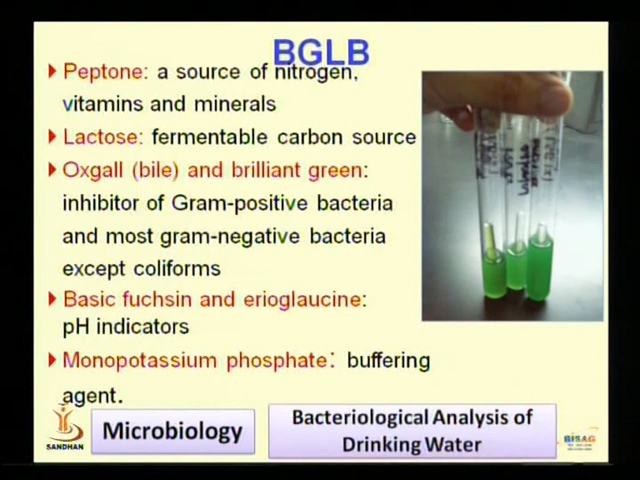 BGLB
Peptone: a source of nitrogen,
vitamins and minerals
Lactose: fermentable carbon source
Oxgall (bile) and brilliant green:
inhibitor of Gram-positive bacteria
and most gram-negative bacteria
except coliforms
Basic fuchsin and erioglaucine:
pH indicators
Monopotassium phosphate: buffering
agent.
SANDHAN
Microbiology
Bacteriological Analysis of
Drinking Water
BISAG